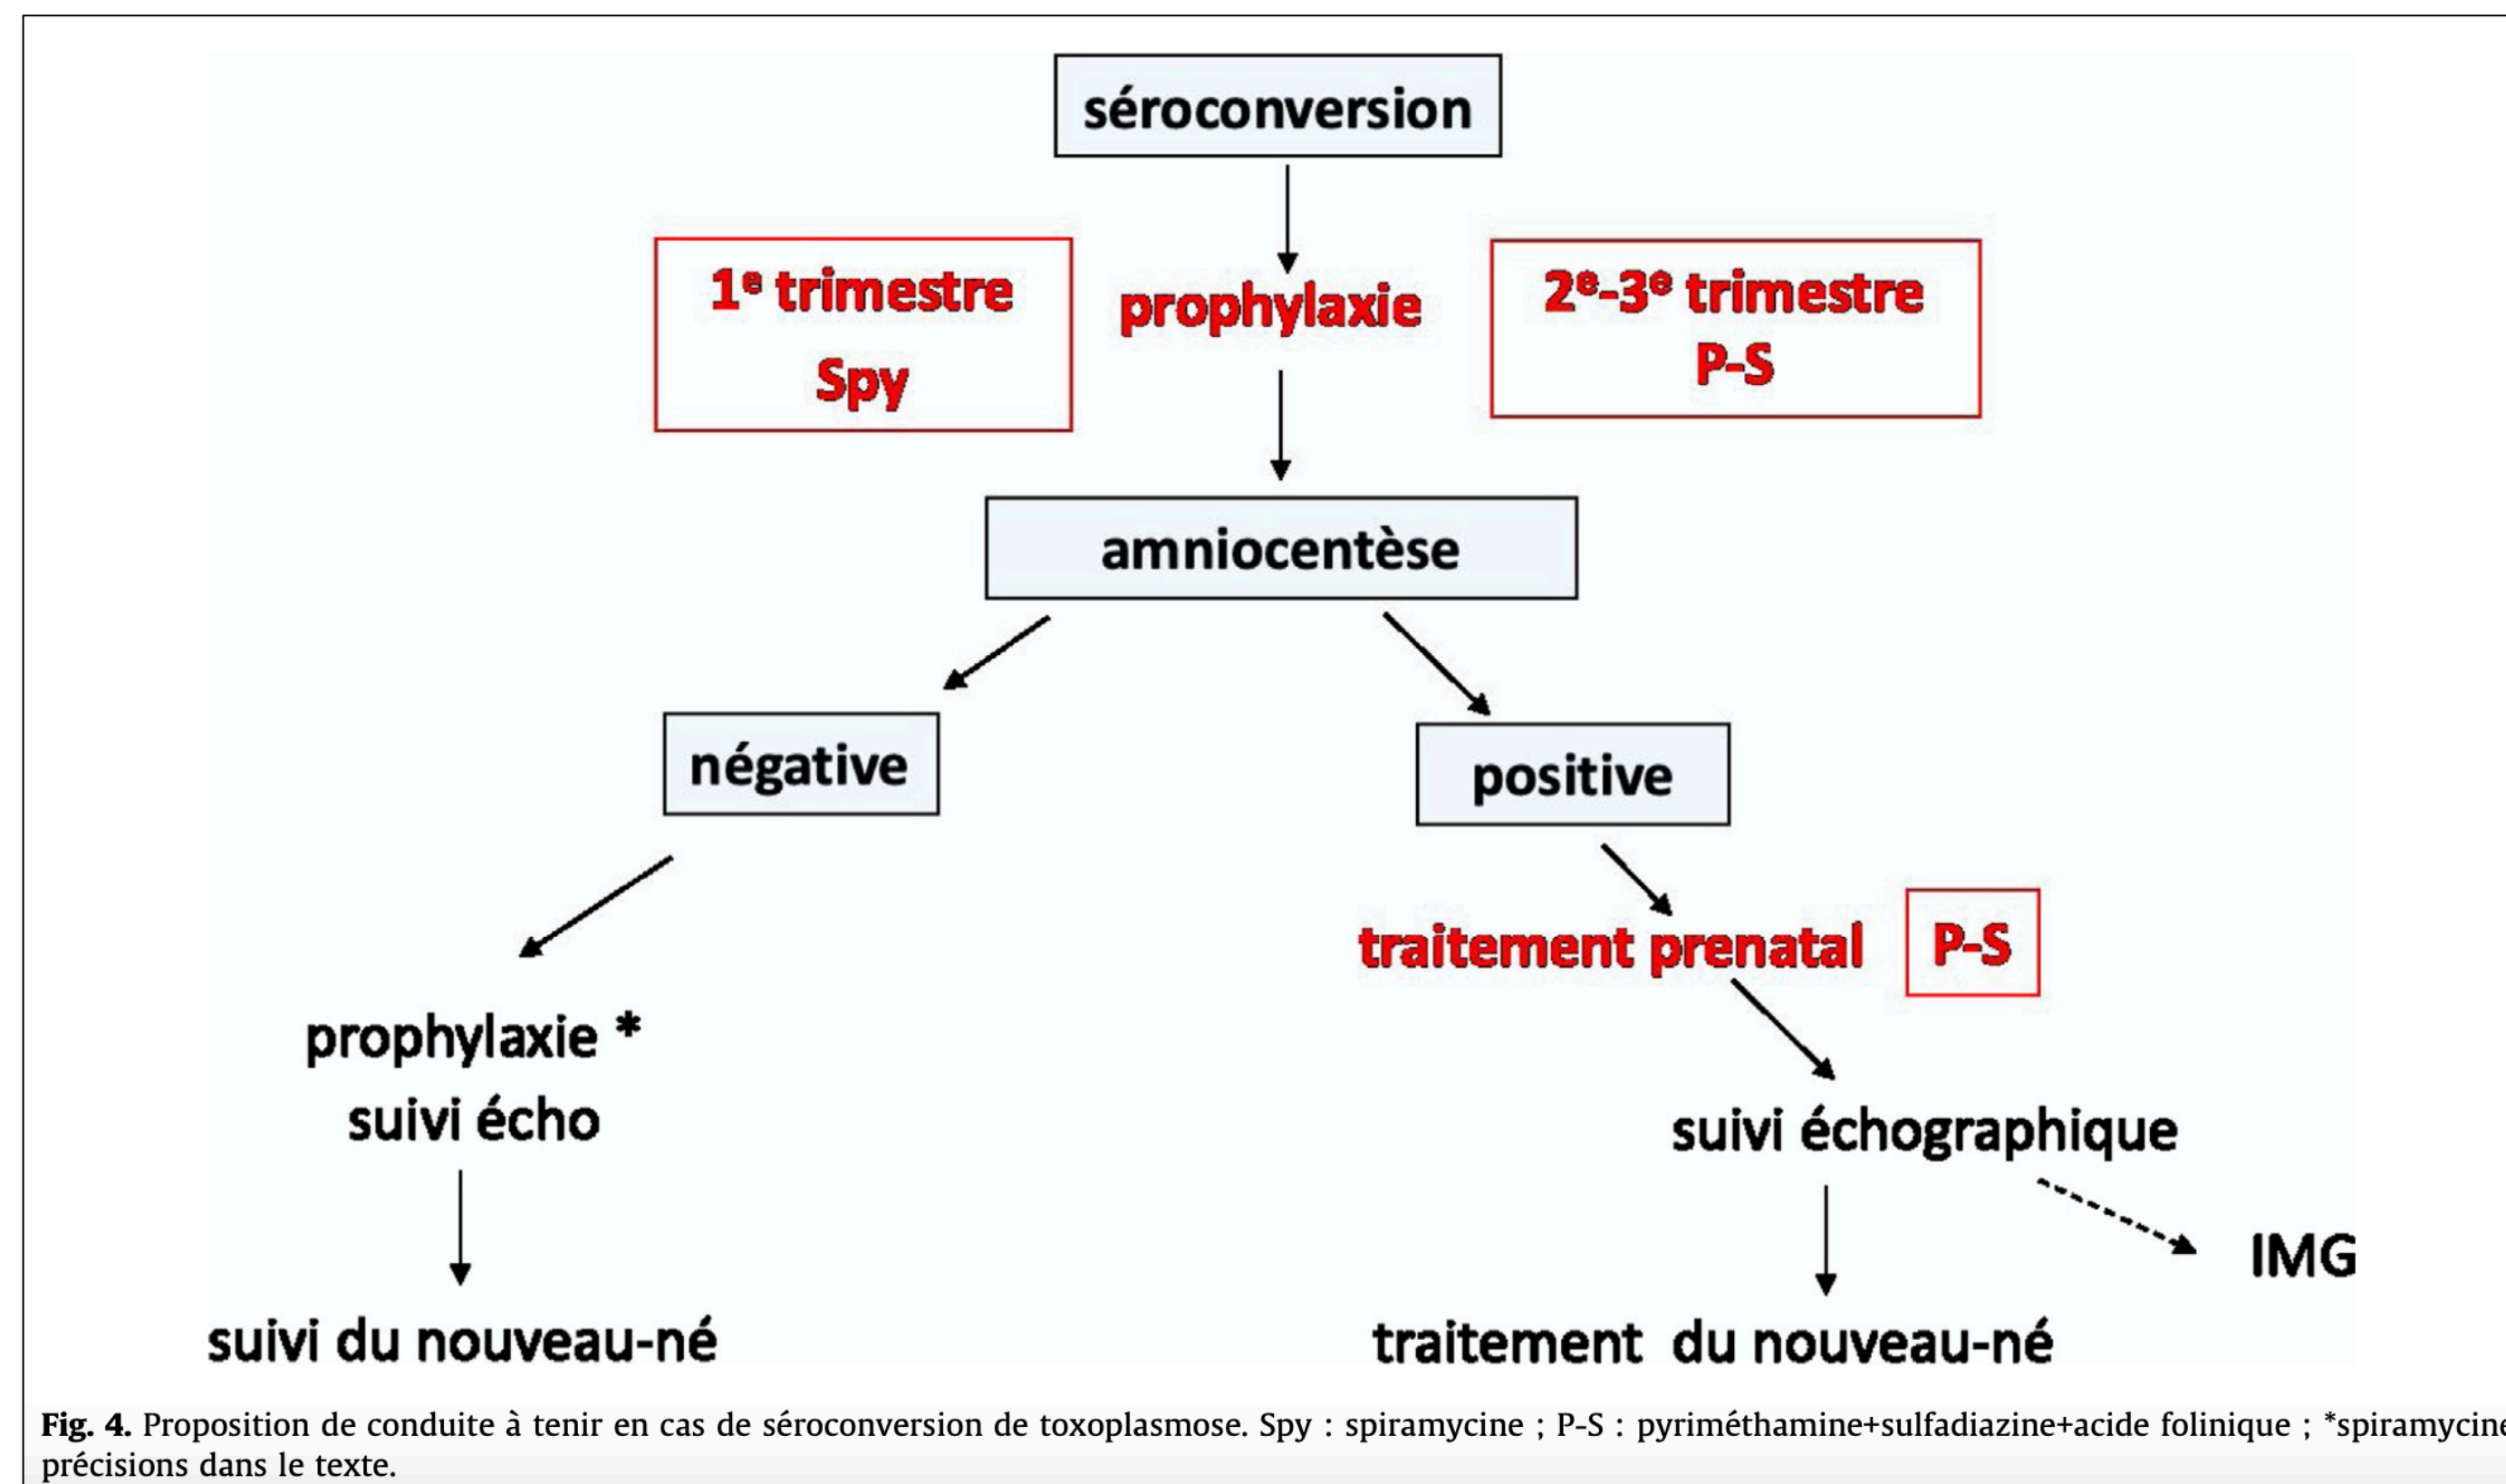 séroconversion
1e trimestre
Spy
prophylaxie
2e-3e trimestre
P-S
amniocentèse
négative
positive
traitement prenatal
P-S
prophylaxie *
suivi écho
suivi échographique
IMG
suivi du nouveau-né
traitement du nouveau-né
Fig. 4. Proposition de conduite à tenir en cas de séroconversion de toxoplasmose. Spy : spiramycine ; P-S : pyriméthamine+sulfadiazine+acide folinique ; *spiramycine
précisions dans le texte.